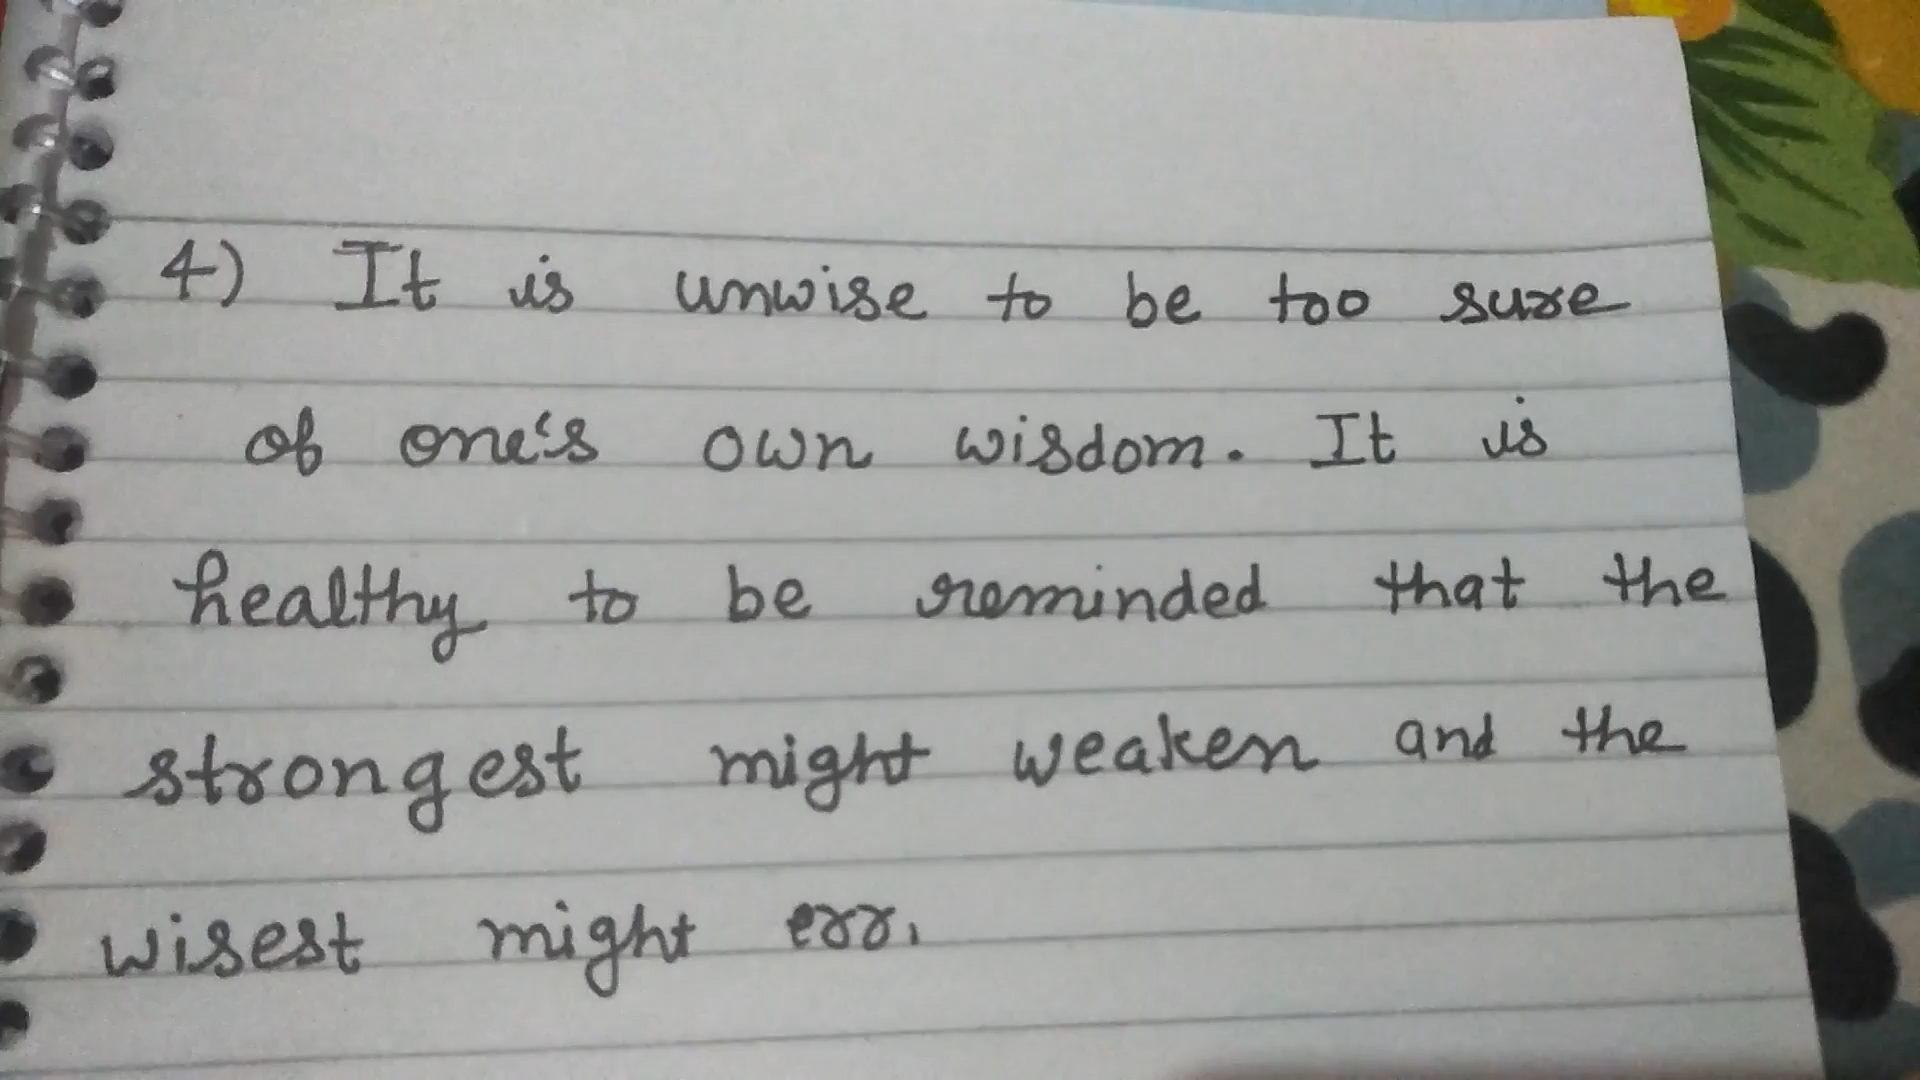 4) It is unwise to be too sure
of one's own wisdom. It is
healthy to be reminded that the
strongest might weaken and the
wisest might err.